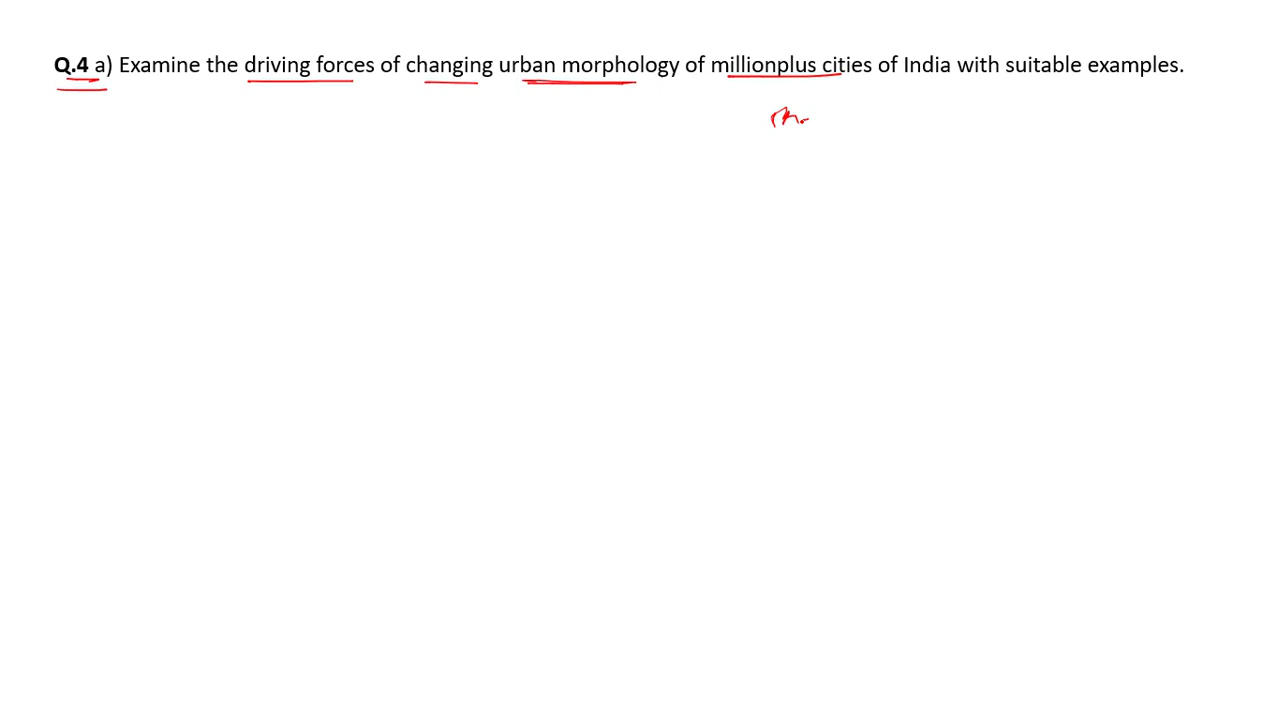 Q.4 a) Examine the driving forces of changing urban morphology of millionplus cities of India with suitable examples.